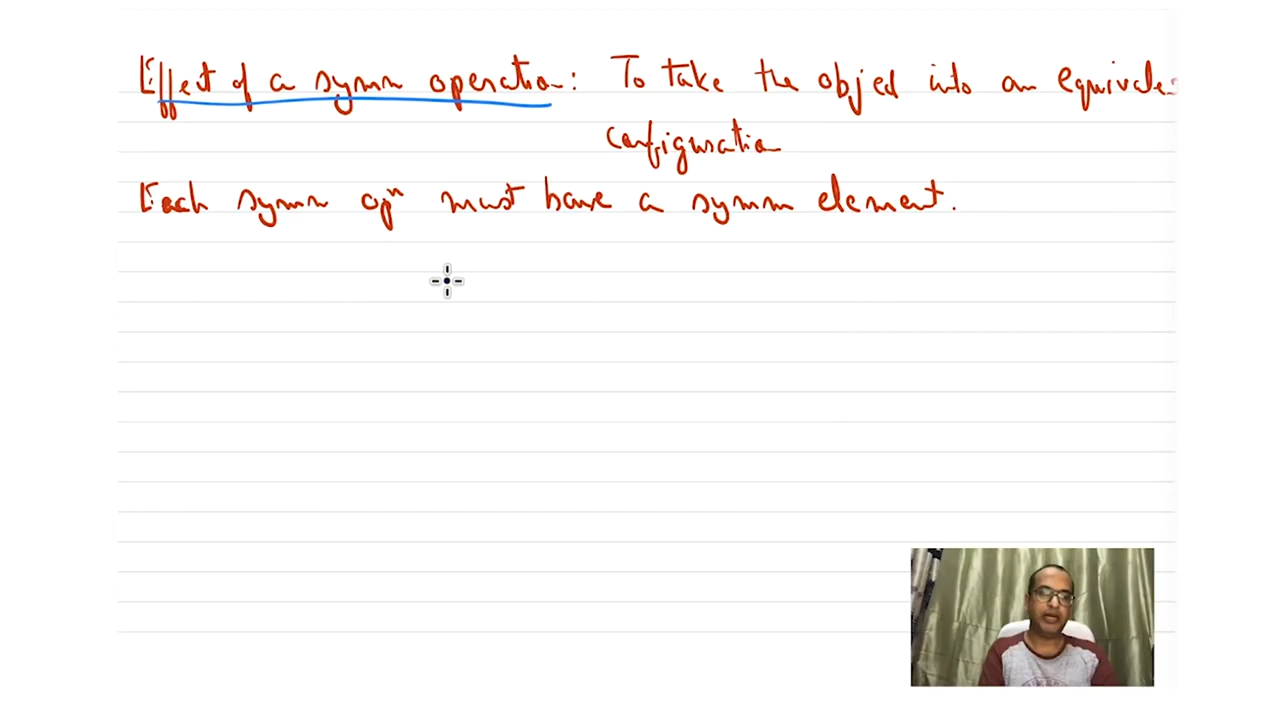 Effect of a symm operation: To take the object into an equivale
configuration
Each symm opⁿ must have a symm element.